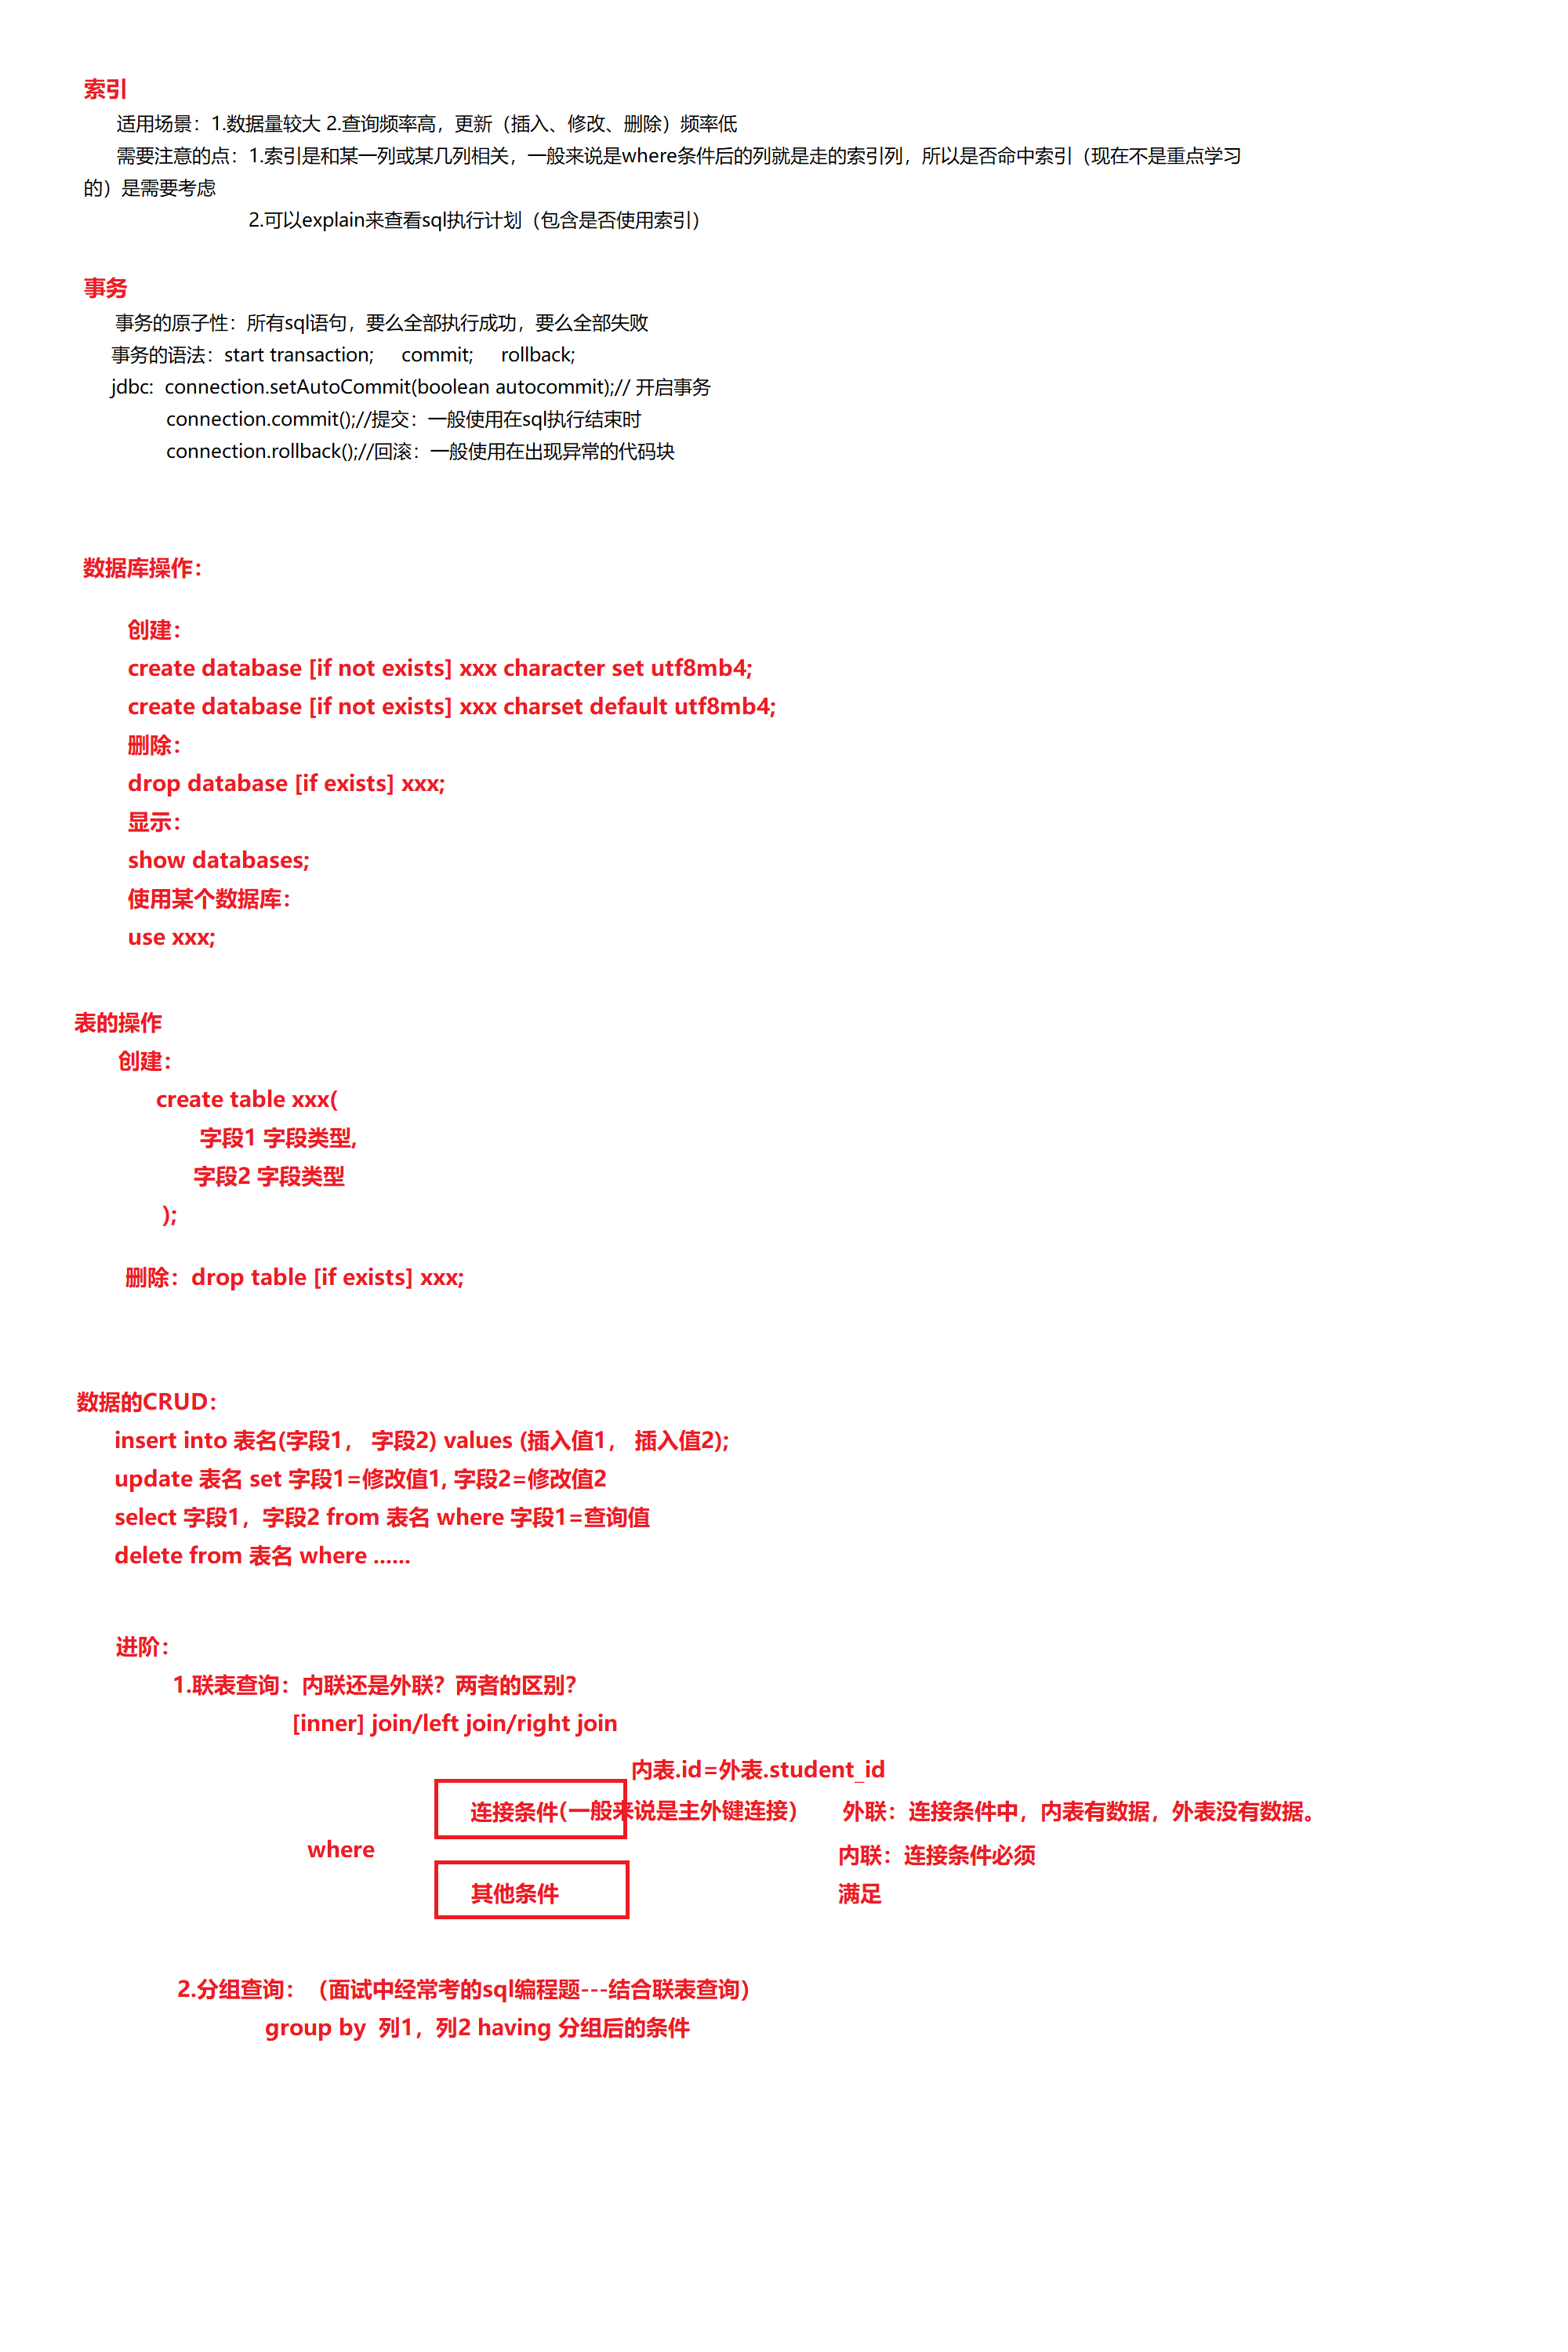 索引
适用场景：1.数据量较大 2.查询频率高，更新（插入、修改、删除）频率低
需要注意的点：1.索引是和某一列或某几列相关，一般来说是where条件后的列就是走的索引列，所以是否命中索引（现在不是重点学习
的）是需要考虑
2.可以explain来查看sql执行计划（包含是否使用索引）
事务
事务的原子性：所有sql语句，要么全部执行成功，要么全部失败
事务的语法：start transaction; commit; rollback;
jdbc: connection.setAutoCommit(boolean autocommit);// 开启事务
connection.commit();//提交：一般使用在sql执行结束时
connection.rollback();//回滚：一般使用在出现异常的代码块
数据库操作：
创建：
create database [if not exists] xxx character set utf8mb4;
create database [if not exists] xxx charset default utf8mb4;
删除：
drop database [if exists] xxx;
显示：
show databases;
使用某个数据库：
use xxx;
表的操作
创建：
create table xxx(
字段1 字段类型,
字段2 字段类型
);
删除：drop table [if exists] xxx;
数据的CRUD：
insert into 表名(字段1， 字段2) values (插入值1， 插入值2);
update 表名 set 字段1=修改值1, 字段2=修改值2
select 字段1，字段2 from 表名 where 字段1=查询值
delete from 表名 where ......
进阶：
1.联表查询：内联还是外联？两者的区别？
[inner] join/left join/right join
内表.id=外表.student_id
连接条件(一般来说是主外键连接） 外联：连接条件中，内表有数据，外表没有数据。
where
内联：连接条件必须
其他条件 满足
2.分组查询：（面试中经常考的sql编程题---结合联表查询）
group by 列1，列2 having 分组后的条件